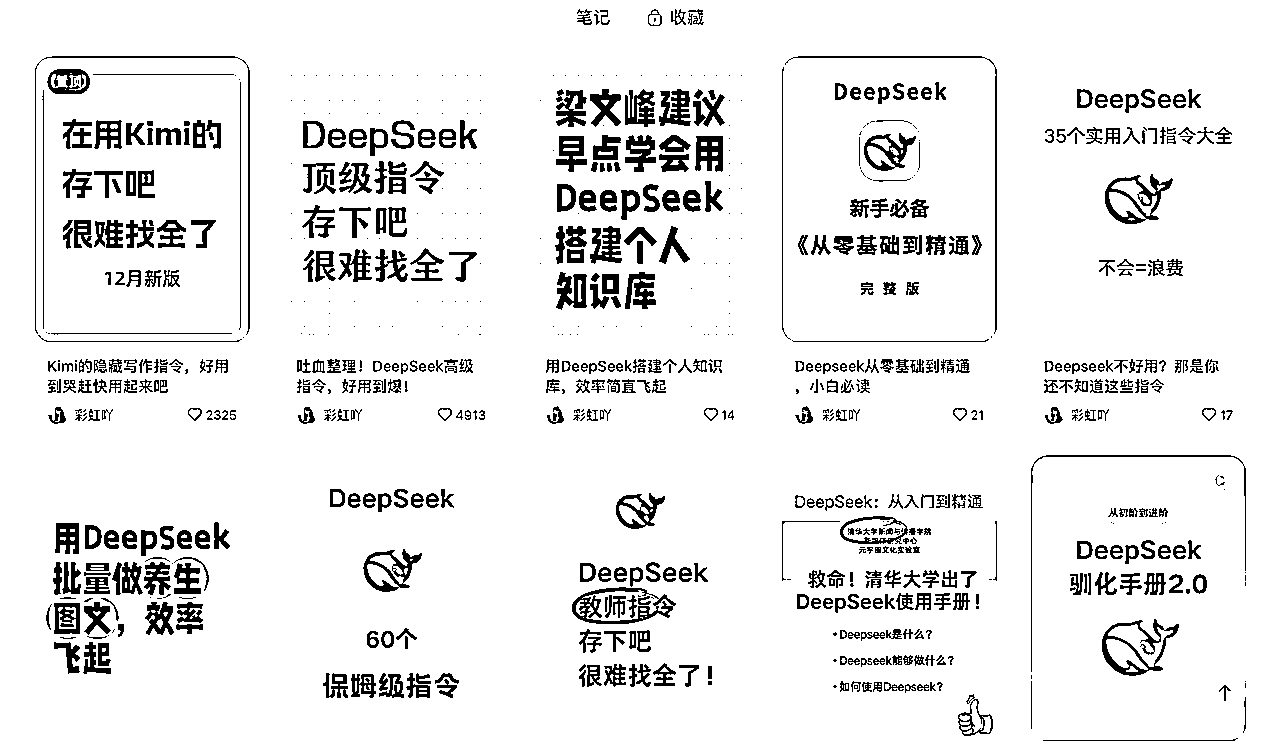 笔记
收藏
置顶
在用Kimi的
存下吧
很难找全了
12月新版
Kimi的隐藏写作指令，好用
到哭赶快用起来吧
彩虹吖
2325
DeepSeek
顶级指令
存下吧
很难找全了
吐血整理！DeepSeek高级
指令，好用到爆！
彩虹吖
4913
梁文峰建议
早点学会用
DeepSeek
搭建个人
知识库
用DeepSeek搭建个人知识
库，效率简直飞起
彩虹吖
14
DeepSeek
新手必备
《从零基础到精通》
完 整 版
Deepseek从零基础到精通
，小白必读
彩虹吖
21
DeepSeek
35个实用入门指令大全
不会=浪费
Deepseek不好用？那是你
还不知道这些指令
彩虹吖
17
用DeepSeek
批量做养生
图文，效率
飞起
DeepSeek
60个
保姆级指令
DeepSeek
教师指令
存下吧
很难找全了！
DeepSeek：从入门到精通
清华大学新闻与传播学院
新媒体研究中心
元宇宙文化实验室
救命！清华大学出了
DeepSeek使用手册！
•Deepseek是什么？
•Deepseek能够做什么？
•如何使用Deepseek？
从初阶到进阶
DeepSeek
驯化手册2.0